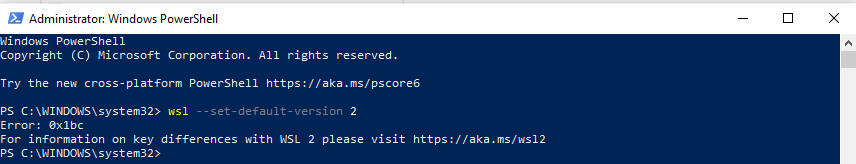 Administrator: Windows PowerShell
Windows PowerShell
Copyright (C) Microsoft Corporation. All rights reserved.
Try the new cross-platform PowerShell https://aka.ms/pscore6
PS C:\WINDOWS\system32> wsl --set-default-version 2
Error: 0x1bc
For information on key differences with WSL 2 please visit https://aka.ms/wsl2
PS C:\WINDOWS\system32>